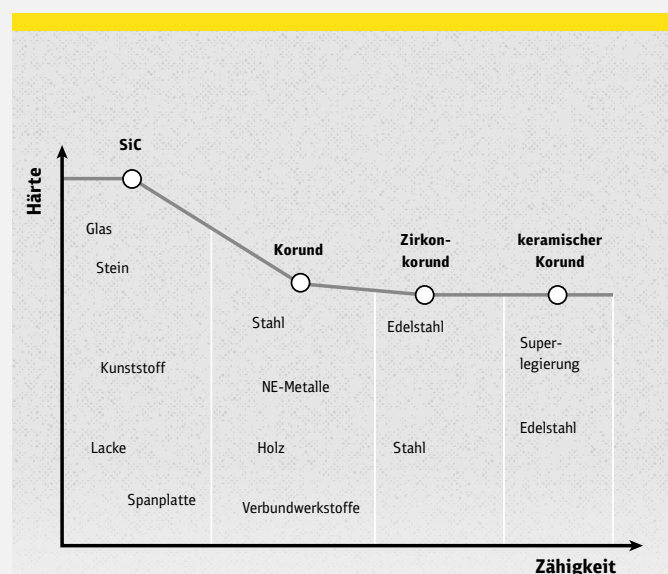 SiC
Härte
Glas
Stein
Korund
Zirkon-
korund
keramischer
Korund
Stahl
Edelstahl
Super-
legierung
Kunststoff
NE-Metalle
Edelstahl
Lacke
Holz
Stahl
Spanplatte
Verbundwerkstoffe
Zähigkeit